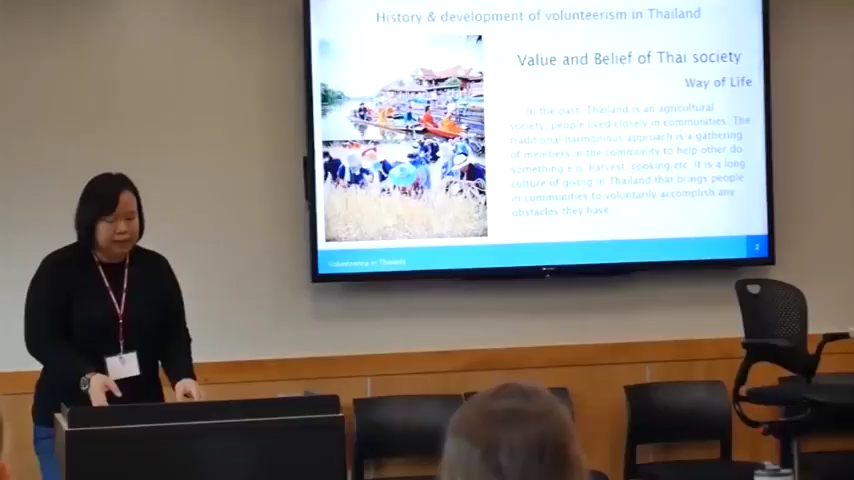 History & development of volunteerism in Thailand
Value and Belief of Thai society
Way of Life
In the past, Thailand is an agricultural
society, people lived closely in communities. The
traditional harmonious approach is a gathering
of members in the community to help other do
something e.g. harvest, cooking etc. It is a long
culture of giving in Thailand that brings people
in communities to voluntarily accomplish any
obstacles they have.
Volunteering in Thailand
2